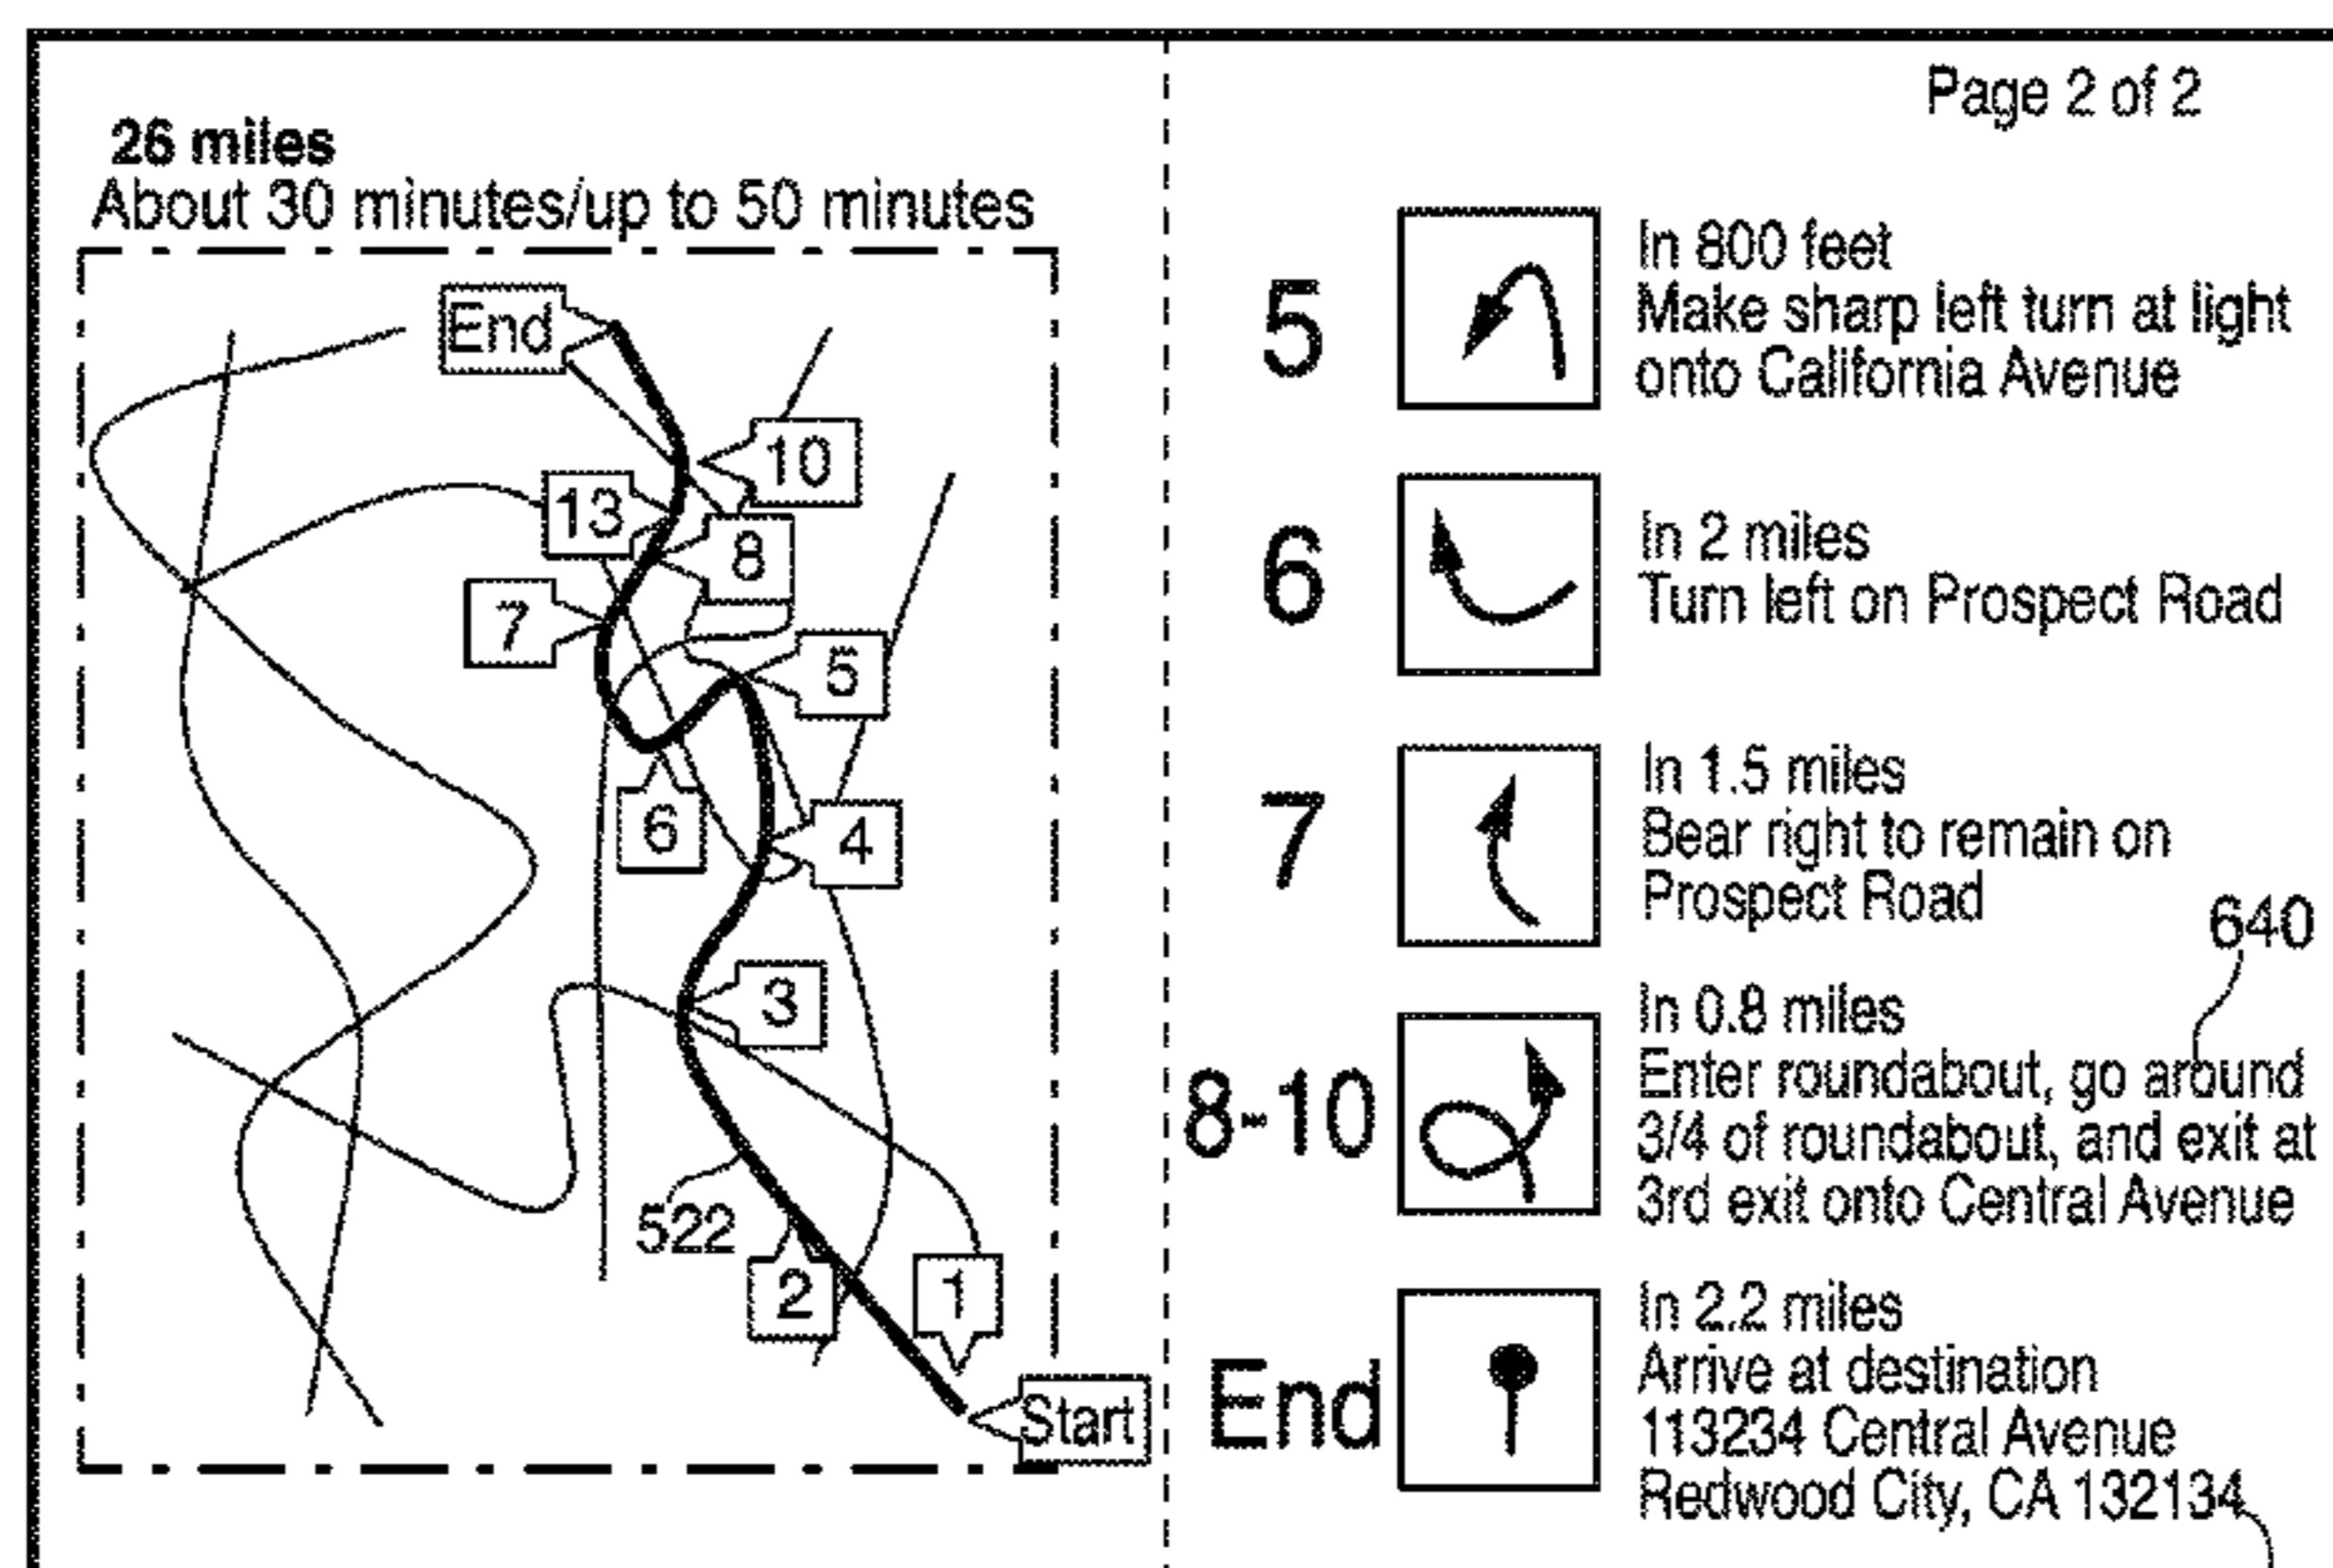 Page 2 of 2
26 miles
About 30 minutes/up to 50 minutes
End
10
13
8
7
5
6
4
3
522
2
1
Start
5
In 800 feet
Make sharp left turn at light
onto California Avenue
6
In 2 miles
Turn left on Prospect Road
7
In 1.5 miles
Bear right to remain on
Prospect Road
640
8-10
In 0.8 miles
Enter roundabout, go around
3/4 of roundabout, and exit at
3rd exit onto Central Avenue
End
In 2.2 miles
Arrive at destination
113234 Central Avenue
Redwood City, CA 132134